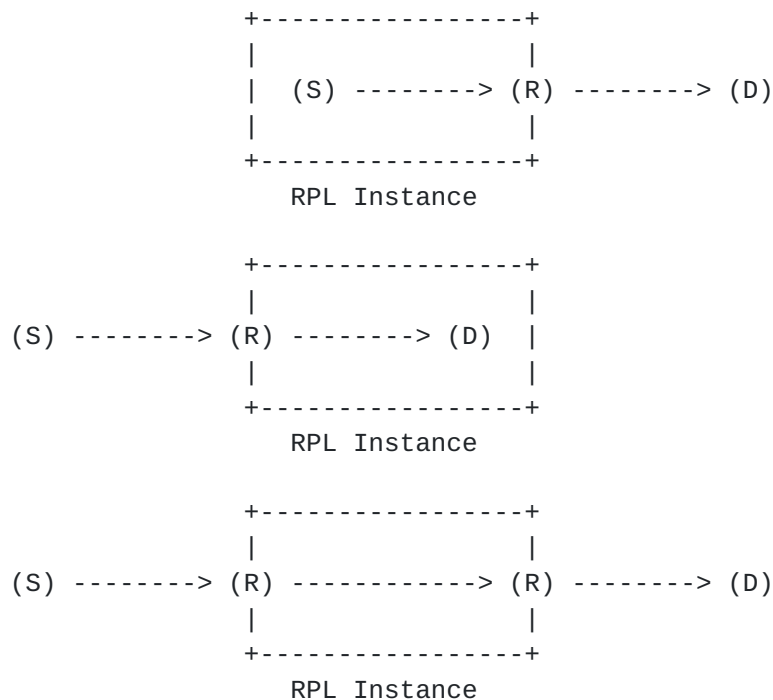 +-----------------+
                  |                 |
                  |  (S) --------> (R) --------> (D)
                  |                 |
                  +-----------------+
                     RPL Instance

                  +-----------------+
                  |                 |
(S) --------> (R) --------> (D)  |
                  |                 |
                  +-----------------+
                     RPL Instance

                  +-----------------+
                  |                 |
(S) --------> (R) ------------> (R) --------> (D)
                  |                 |
                  +-----------------+
                     RPL Instance